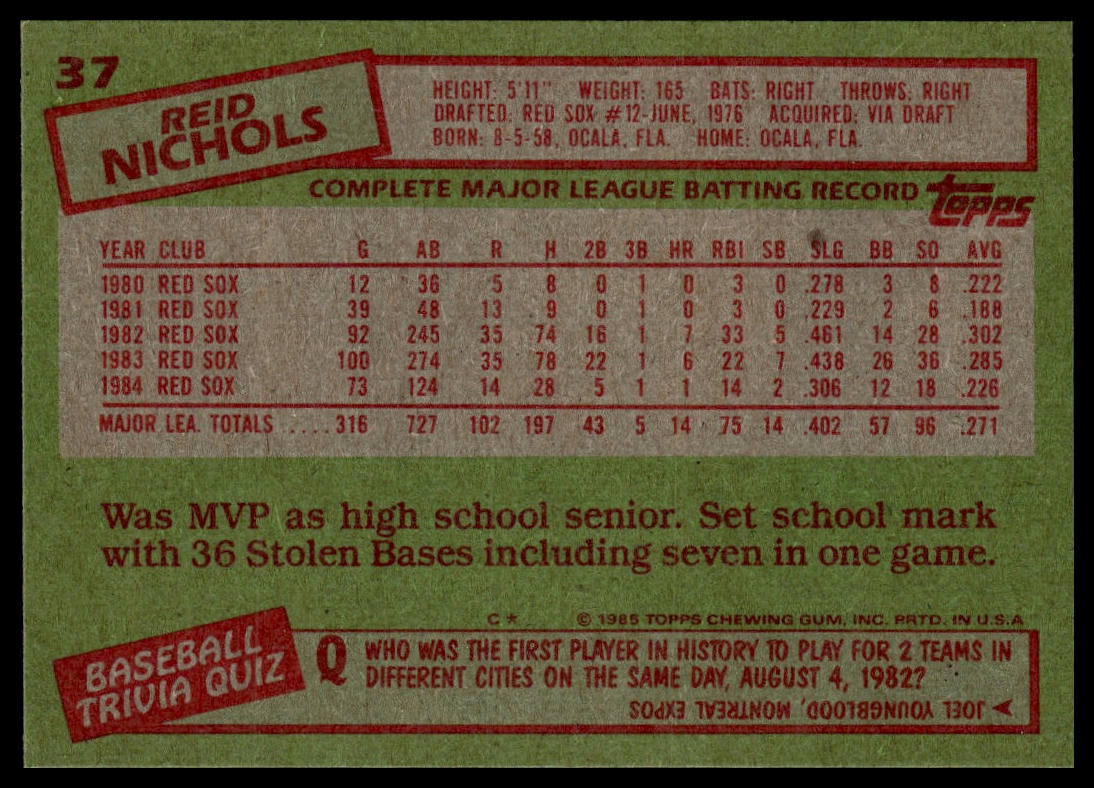 37
REID
NICHOLS
HEIGHT: 5'11" WEIGHT: 165 BATS: RIGHT THROWS: RIGHT
DRAFTED: RED SOX #12-JUNE, 1976 ACQUIRED: VIA DRAFT
BORN: 8-5-58, OCALA, FLA. HOME: OCALA, FLA.
COMPLETE MAJOR LEAGUE BATTING RECORD topps
YEAR CLUB G AB R H 2B 3B HR RBI SB SLG BB SO AVG
1980 RED SOX 12 36 5 8 0 1 0 3 0 .278 3 8 .222
1981 RED SOX 39 48 13 9 0 1 0 3 0 .229 2 6 .188
1982 RED SOX 92 245 35 74 16 1 7 33 5 .461 14 28 .302
1983 RED SOX 100 274 35 78 22 1 6 22 7 .438 26 36 .285
1984 RED SOX 73 124 14 28 5 1 1 14 2 .306 12 18 .226
MAJOR LEA. TOTALS ....316 727 102 197 43 5 14 75 14 .402 57 96 .271
Was MVP as high school senior. Set school mark
with 36 Stolen Bases including seven in one game.
C* © 1985 TOPPS CHEWING GUM, INC. PRTD. IN U.S.A
BASEBALL
TRIVIA QUIZ
Q WHO WAS THE FIRST PLAYER IN HISTORY TO PLAY FOR 2 TEAMS IN
DIFFERENT CITIES ON THE SAME DAY, AUGUST 4, 1982?
JOEL YOUNGBLOOD, MONTREAL EXPOS